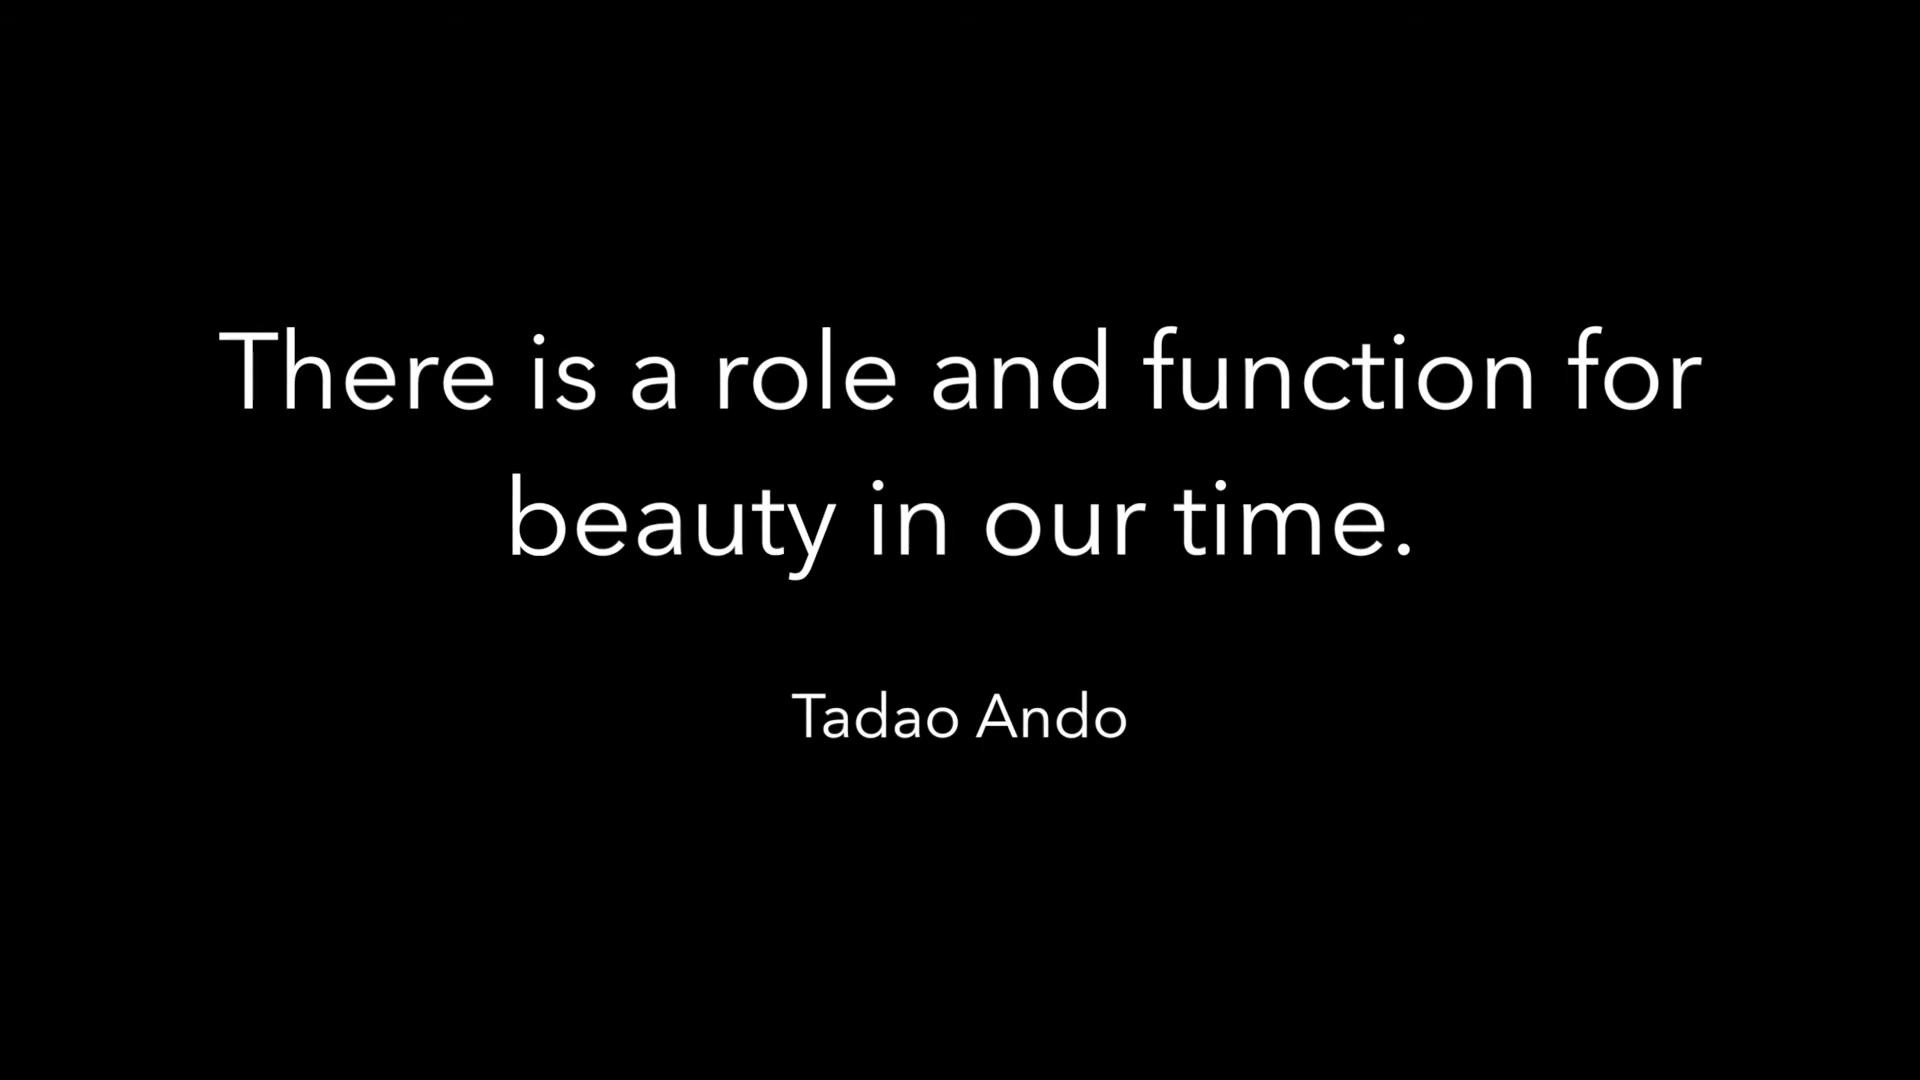 There is a role and function for
beauty in our time.
Tadao Ando